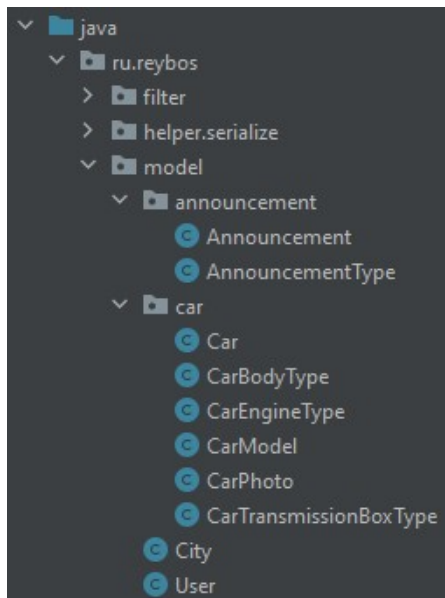 java
ru.reybos
filter
helper.serialize
model
announcement
Announcement
AnnouncementType
car
Car
CarBodyType
CarEngineType
CarModel
CarPhoto
CarTransmissionBoxType
City
User